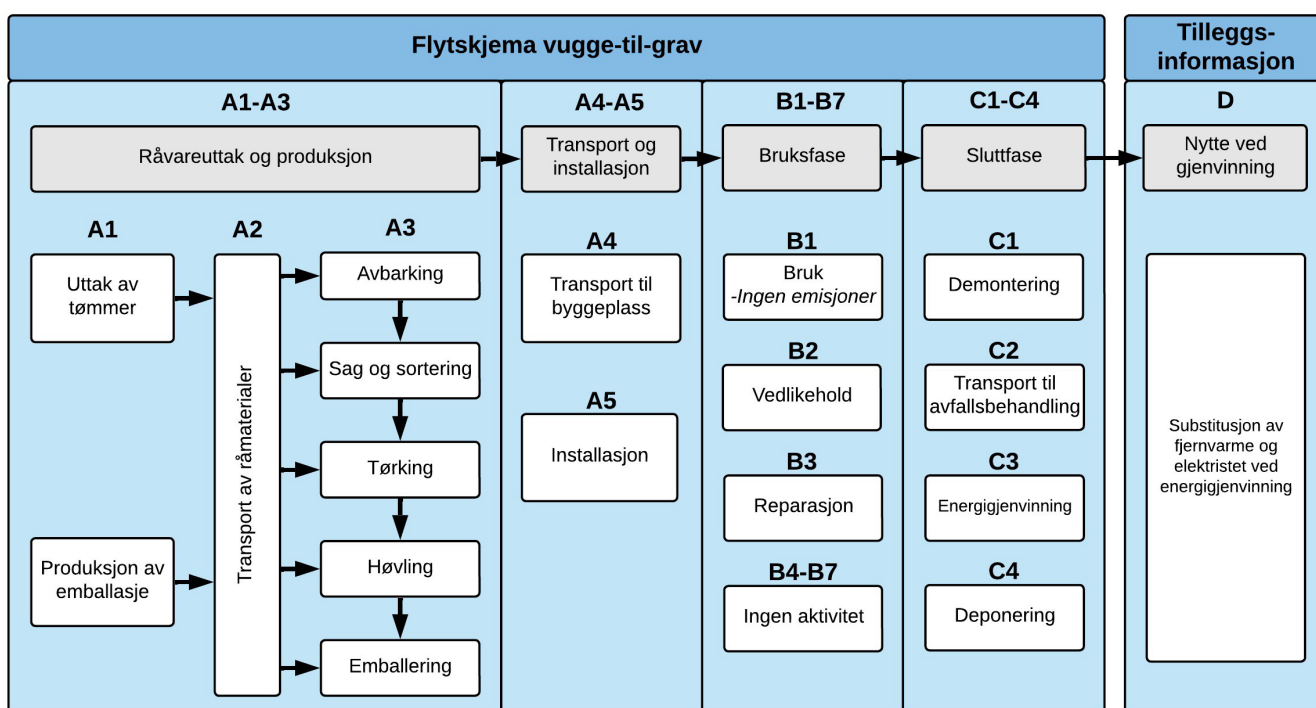 Flytskjema vugge-til-grav
Tilleggs-
informasjon
A1-A3
A4-A5
B1-B7
C1-C4
D
Råvareuttak og produksjon
Transport og
installasjon
Bruksfase
Sluttfase
Nytte ved
gjenvinning
A1
Uttak av
tømmer
Produksjon av
emballasje
A2
Transport av råmaterialer
A3
Avbarking
Sag og sortering
Tørking
Høvling
Emballering
A4
Transport til
byggeplass
A5
Installasjon
B1
Bruk
-Ingen emisjoner
B2
Vedlikehold
B3
Reparasjon
B4-B7
Ingen aktivitet
C1
Demontering
C2
Transport til
avfallsbehandling
C3
Energigjenvinning
C4
Deponering
Substitusjon av
fjernvarme og
elektristet ved
energigjenvinning